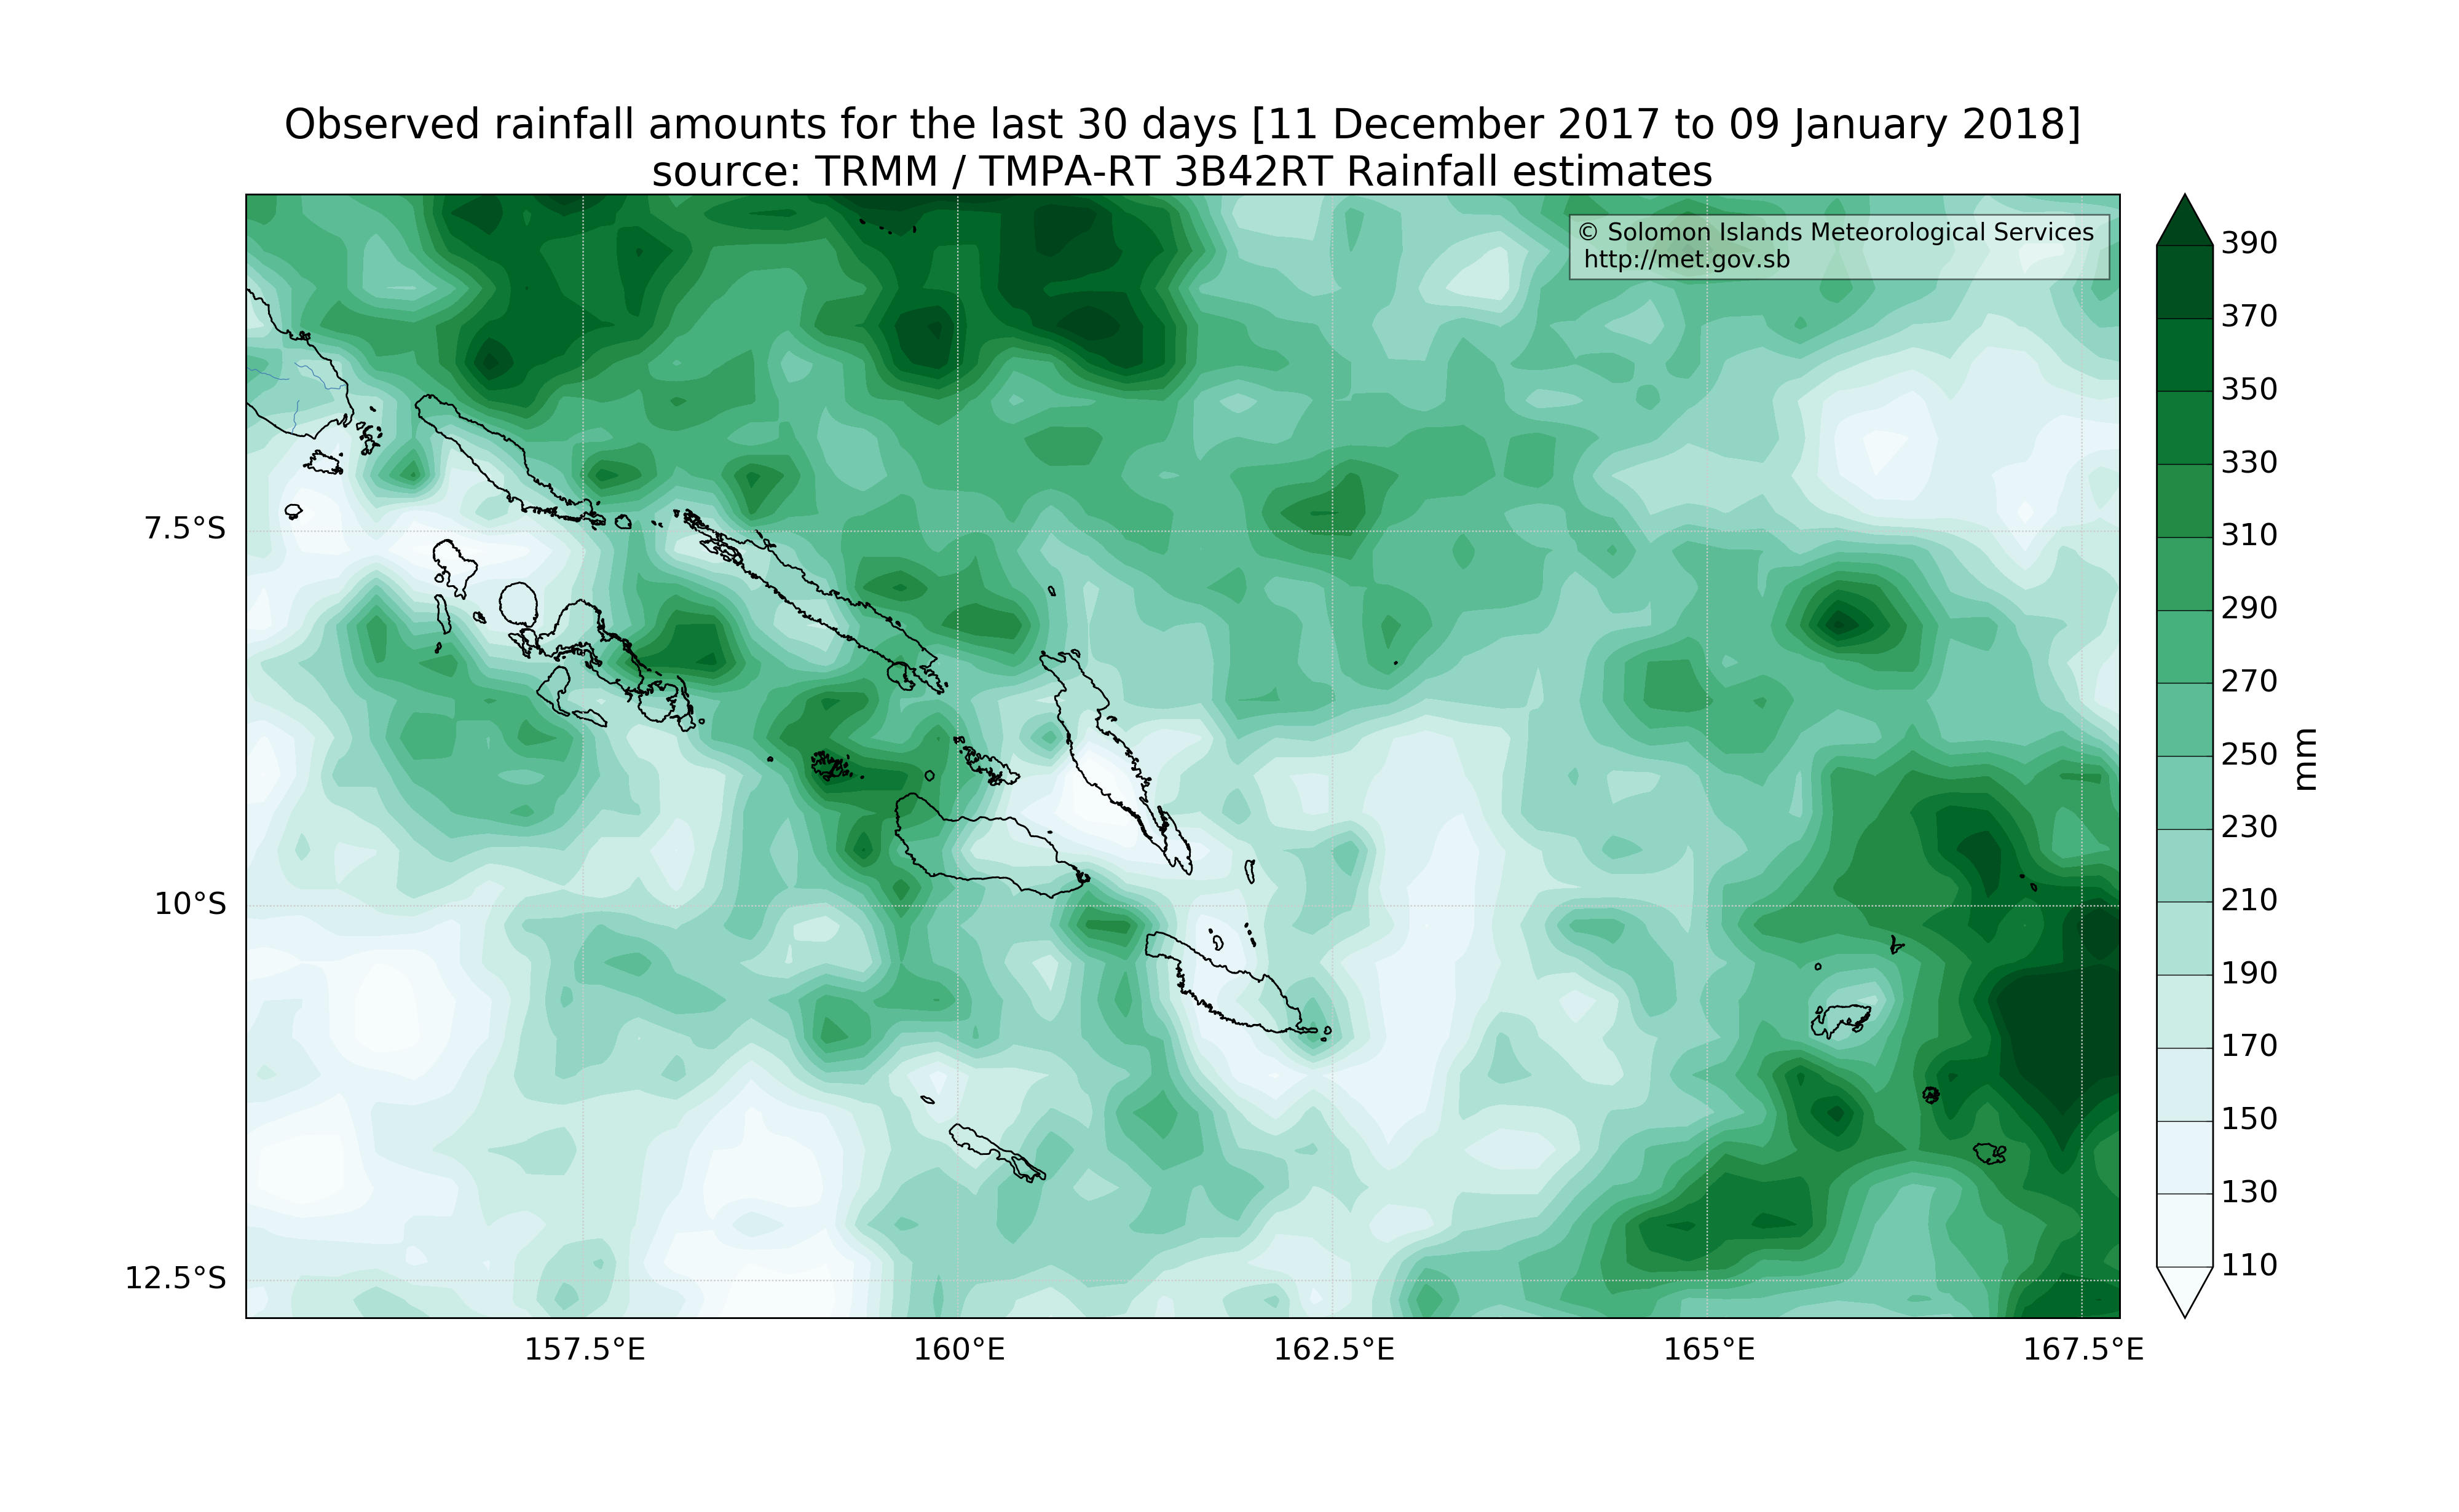 Observed rainfall amounts for the last 30 days [11 December 2017 to 09 January 2018]
source: TRMM / TMPA-RT 3B42RT Rainfall estimates
© Solomon Islands Meteorological Services
http://met.gov.sb
7.5°S
10°S
12.5°S
157.5°E
160°E
162.5°E
165°E
167.5°E
390
370
350
330
310
290
270
250
230
210
190
170
150
130
110
mm